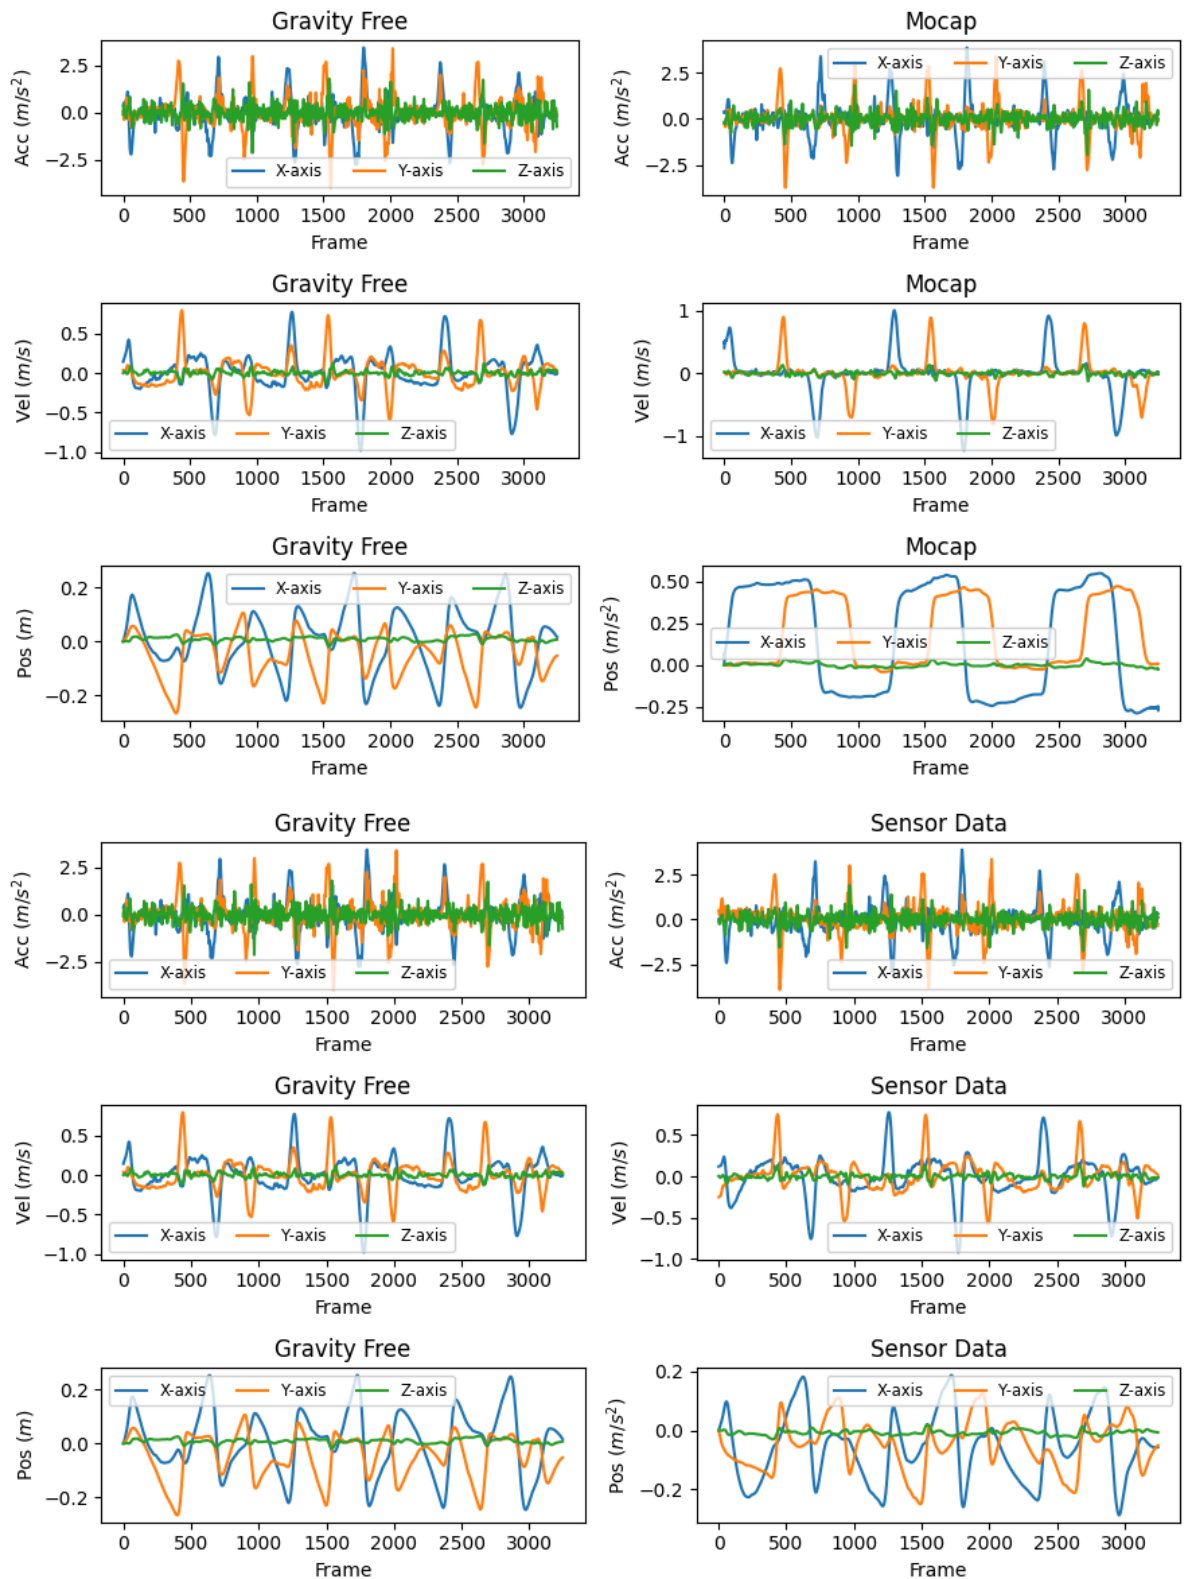 Gravity Free
Mocap
Acc (m/s²)
2.5
0.0
−2.5
X-axis Y-axis Z-axis
0 500 1000 1500 2000 2500 3000
Frame
Acc (m/s²)
2.5
0.0
−2.5
X-axis Y-axis Z-axis
0 500 1000 1500 2000 2500 3000
Frame
Gravity Free
Mocap
Vel (m/s)
0.5
0.0
−0.5
−1.0
X-axis Y-axis Z-axis
0 500 1000 1500 2000 2500 3000
Frame
Vel (m/s)
1
0
−1
X-axis Y-axis Z-axis
0 500 1000 1500 2000 2500 3000
Frame
Gravity Free
Mocap
Pos (m)
0.2
0.0
−0.2
X-axis Y-axis Z-axis
0 500 1000 1500 2000 2500 3000
Frame
Pos (m/s²)
0.50
0.25
0.00
−0.25
X-axis Y-axis Z-axis
0 500 1000 1500 2000 2500 3000
Frame
Gravity Free
Sensor Data
Acc (m/s²)
2.5
0.0
−2.5
X-axis Y-axis Z-axis
0 500 1000 1500 2000 2500 3000
Frame
Acc (m/s²)
2.5
0.0
−2.5
X-axis Y-axis Z-axis
0 500 1000 1500 2000 2500 3000
Frame
Gravity Free
Sensor Data
Vel (m/s)
0.5
0.0
−0.5
−1.0
X-axis Y-axis Z-axis
0 500 1000 1500 2000 2500 3000
Frame
Vel (m/s)
0.5
0.0
−0.5
−1.0
X-axis Y-axis Z-axis
0 500 1000 1500 2000 2500 3000
Frame
Gravity Free
Sensor Data
Pos (m)
0.2
0.0
−0.2
X-axis Y-axis Z-axis
0 500 1000 1500 2000 2500 3000
Frame
Pos (m/s²)
0.2
0.0
−0.2
X-axis Y-axis Z-axis
0 500 1000 1500 2000 2500 3000
Frame